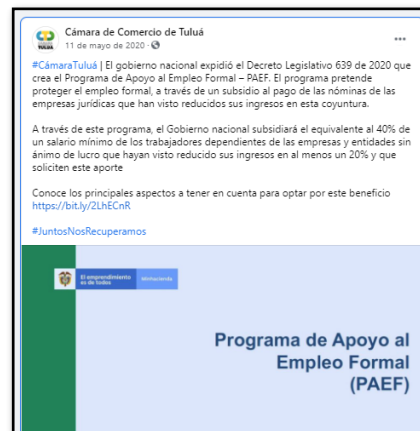 Cámara de Comercio de Tuluá
11 de mayo de 2020 ·
#CámaraTuluá | El gobierno nacional expidió el Decreto Legislativo 639 de 2020 que
crea el Programa de Apoyo al Empleo Formal – PAEF. El programa pretende
proteger el empleo formal, a través de un subsidio al pago de las nóminas de las
empresas jurídicas que han visto reducidos sus ingresos en esta coyuntura.
A través de este programa, el Gobierno nacional subsidiará el equivalente al 40% de
un salario mínimo de los trabajadores dependientes de las empresas y entidades sin
ánimo de lucro que hayan visto reducido sus ingresos en al menos un 20% y que
soliciten este aporte
Conoce los principales aspectos a tener en cuenta para optar por este beneficio
https://bit.ly/2LhECnR
#JuntosNosRecuperamos
El emprendimiento
es de todos
Minhacienda
Programa de Apoyo al
Empleo Formal
(PAEF)